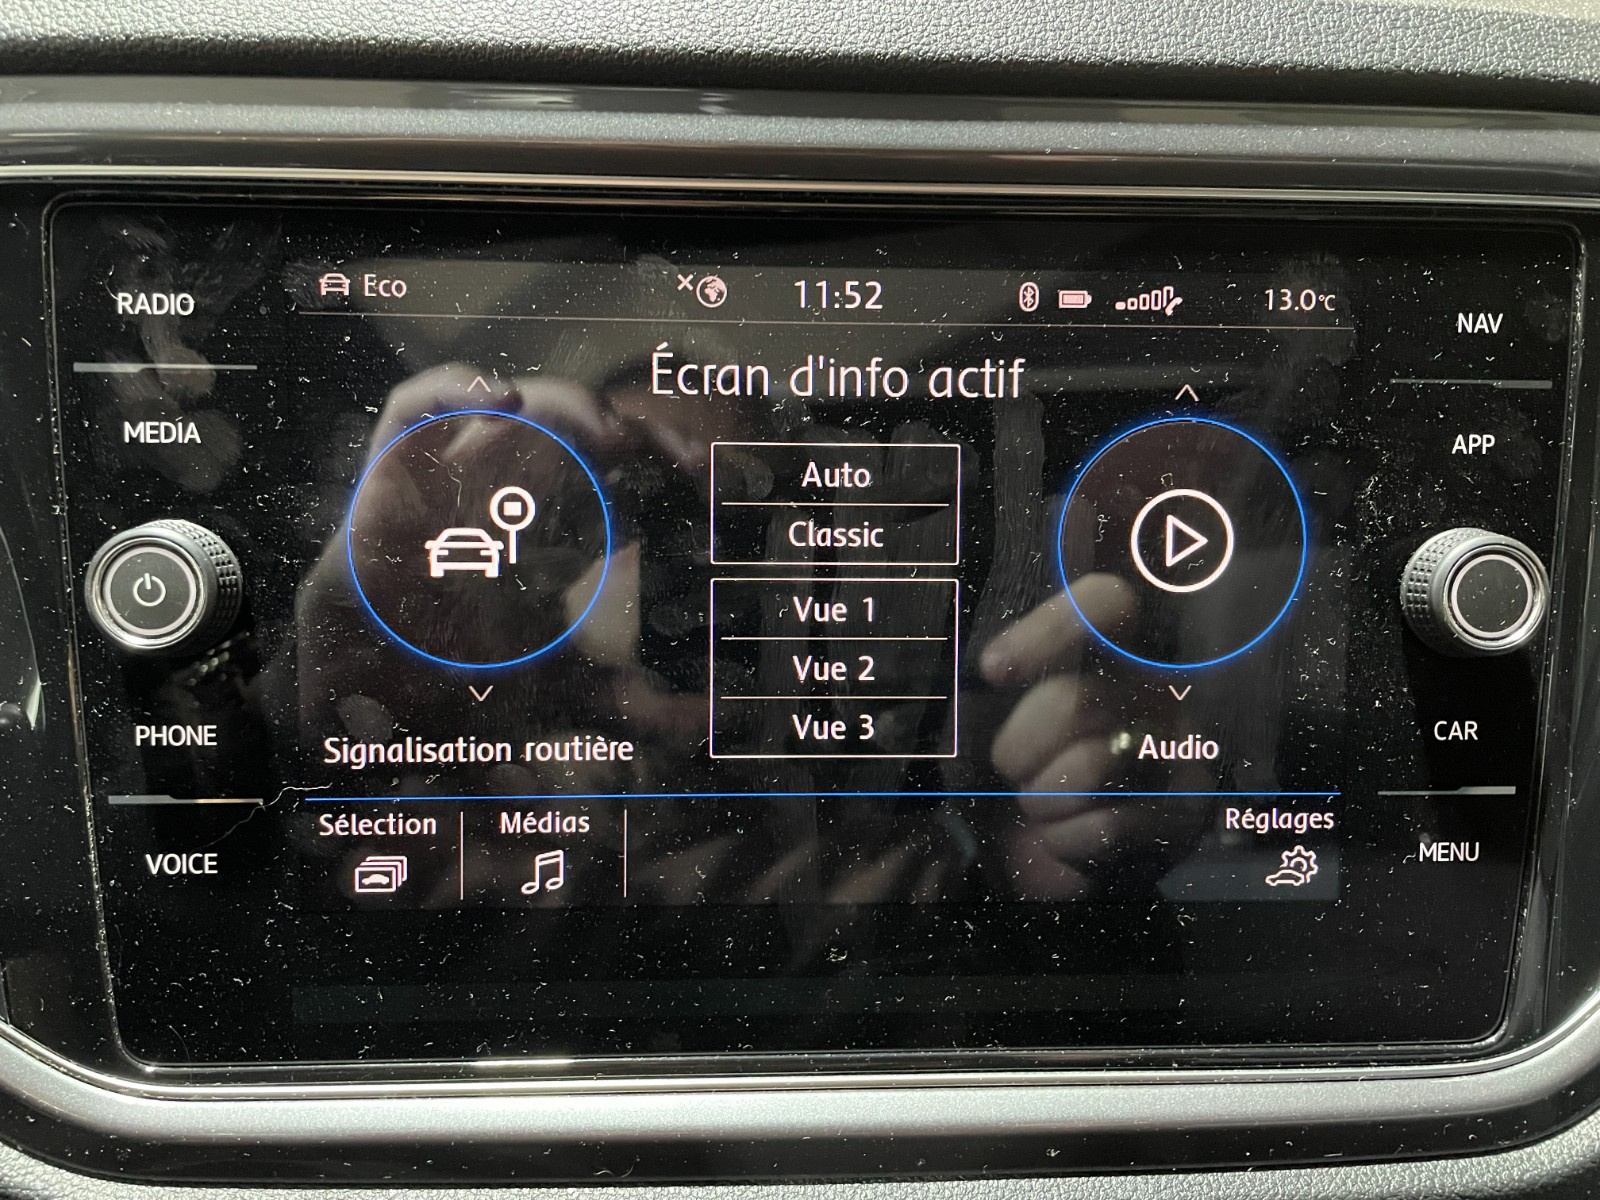 RADIO
MEDIA
PHONE
VOICE
Eco
11:52
13.0°C
Écran d'info actif
Auto
Classic
Vue 1
Vue 2
Vue 3
Signalisation routière
Audio
Sélection
Médias
Réglages
NAV
APP
CAR
MENU